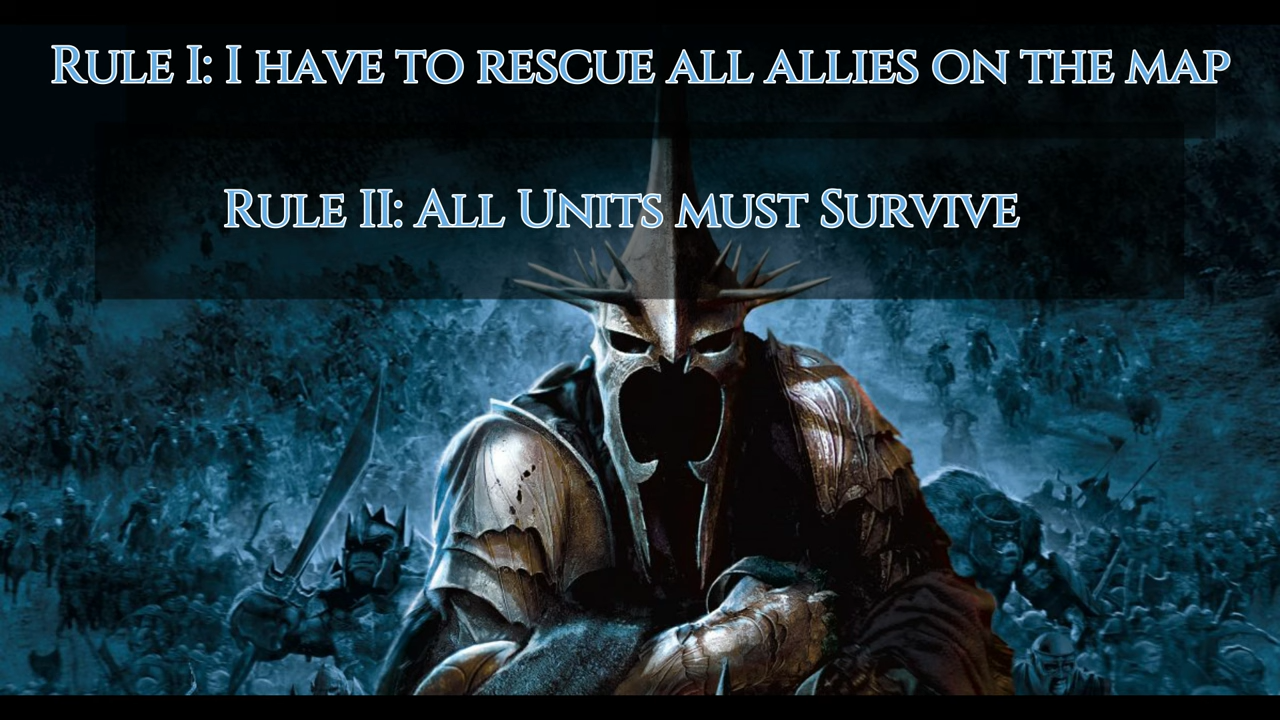 Rule I: I have to rescue all allies on the map
Rule II: All Units must Survive